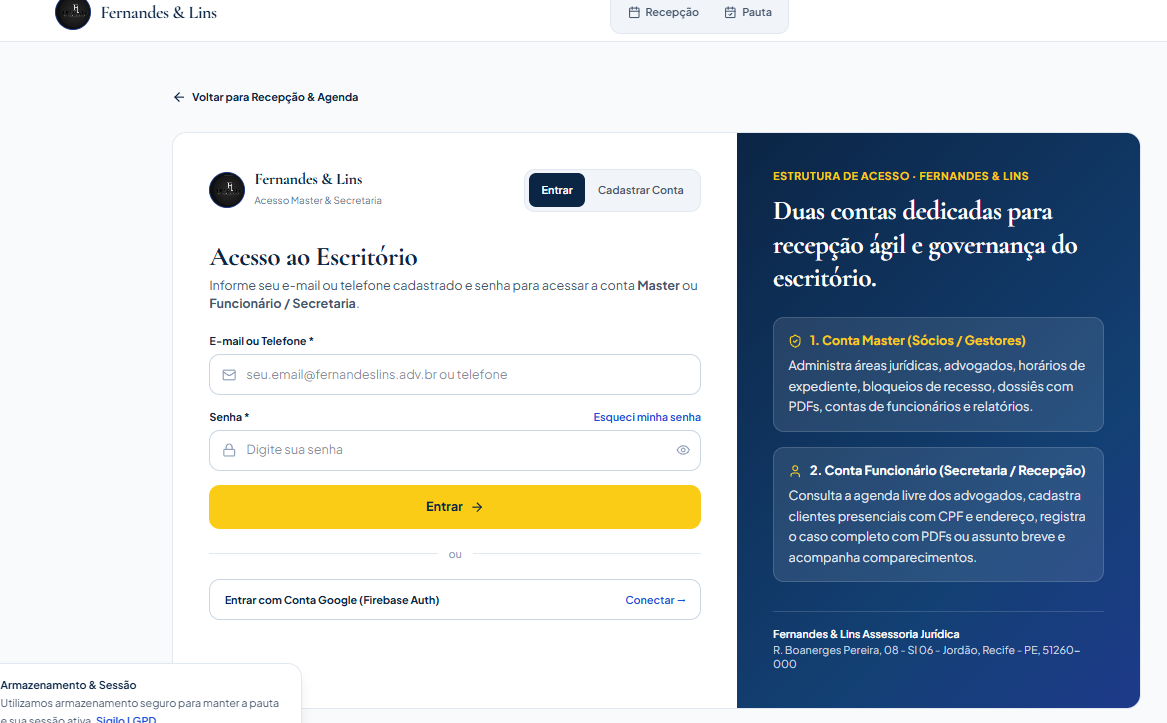 Fernandes & Lins
Recepção
Pauta
← Voltar para Recepção & Agenda
Fernandes & Lins
Acesso Master & Secretaria
Entrar
Cadastrar Conta
Acesso ao Escritório
Informe seu e-mail ou telefone cadastrado e senha para acessar a conta Master ou
Funcionário / Secretaria.
E-mail ou Telefone *
seu.email@fernandeslins.adv.br ou telefone
Senha *
Esqueci minha senha
Digite sua senha
Entrar →
ou
Entrar com Conta Google (Firebase Auth)
Conectar →
ESTRUTURA DE ACESSO · FERNANDES & LINS
Duas contas dedicadas para
recepção ágil e governança do
escritório.
1. Conta Master (Sócios / Gestores)
Administra áreas jurídicas, advogados, horários de
expediente, bloqueios de recesso, dossiês com
PDFs, contas de funcionários e relatórios.
2. Conta Funcionário (Secretaria / Recepção)
Consulta a agenda livre dos advogados, cadastra
clientes presenciais com CPF e endereço, registra
o caso completo com PDFs ou assunto breve e
acompanha comparecimentos.
Fernandes & Lins Assessoria Jurídica
R. Boanerges Pereira, 08 - Sl 06 - Jordão, Recife - PE, 51260-
000
Armazenamento & Sessão
Utilizamos armazenamento seguro para manter a pauta
e sua sessão ativa. Sigilo LGPD